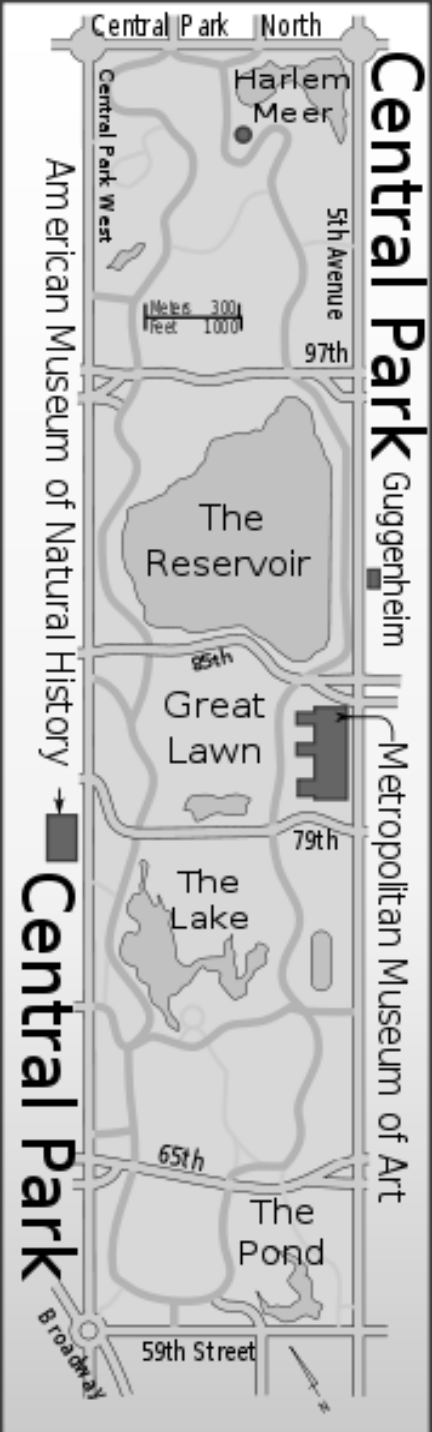 Central Park North
Harlem
Meer
Central Park West
5th Avenue
Central Park
American Museum of Natural History
Meters 300
Feet 1000
97th
Guggenheim
The
Reservoir
85th
Great
Lawn
Metropolitan Museum of Art
79th
The
Lake
Central Park
65th
The
Pond
Broadway
59th Street
N